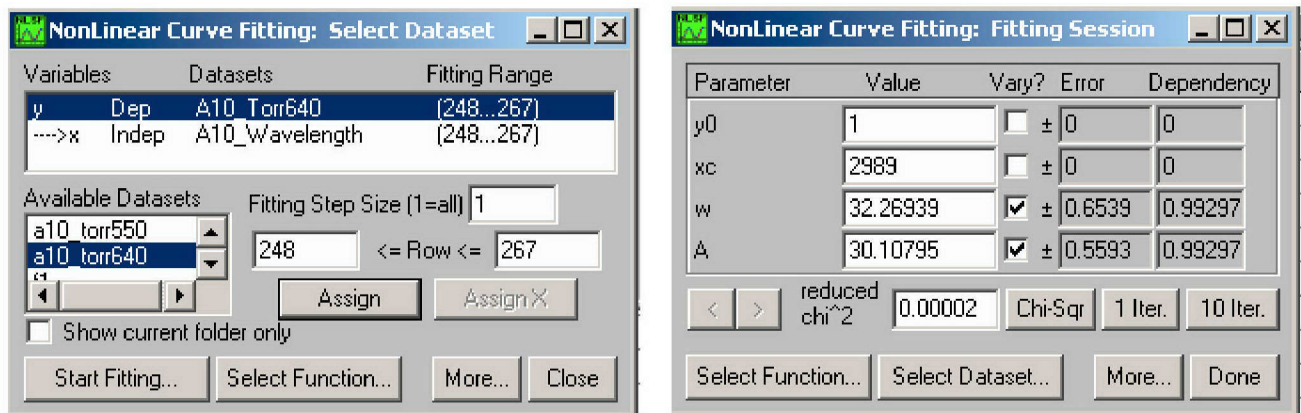 NonLinear Curve Fitting: Select Dataset
Variables Datasets Fitting Range
y Dep A10_Torr640 (248...267)
---->x Indep A10_Wavelength (248...267)
Available Datasets
Fitting Step Size (1=all) 1
a10_torr550
a10_torr640
248 <= Row <= 267
Assign Assign X
Show current folder only
Start Fitting... Select Function... More... Close
NonLinear Curve Fitting: Fitting Session
Parameter Value Vary? Error Dependency
y0 1 ± 0 0
xc 2989 ± 0 0
w 32.26939 ± 0.6539 0.99297
A 30.10795 ± 0.5593 0.99297
< > reduced chi^2 0.00002 Chi-Sqr 1 Iter. 10 Iter.
Select Function... Select Dataset... More... Done